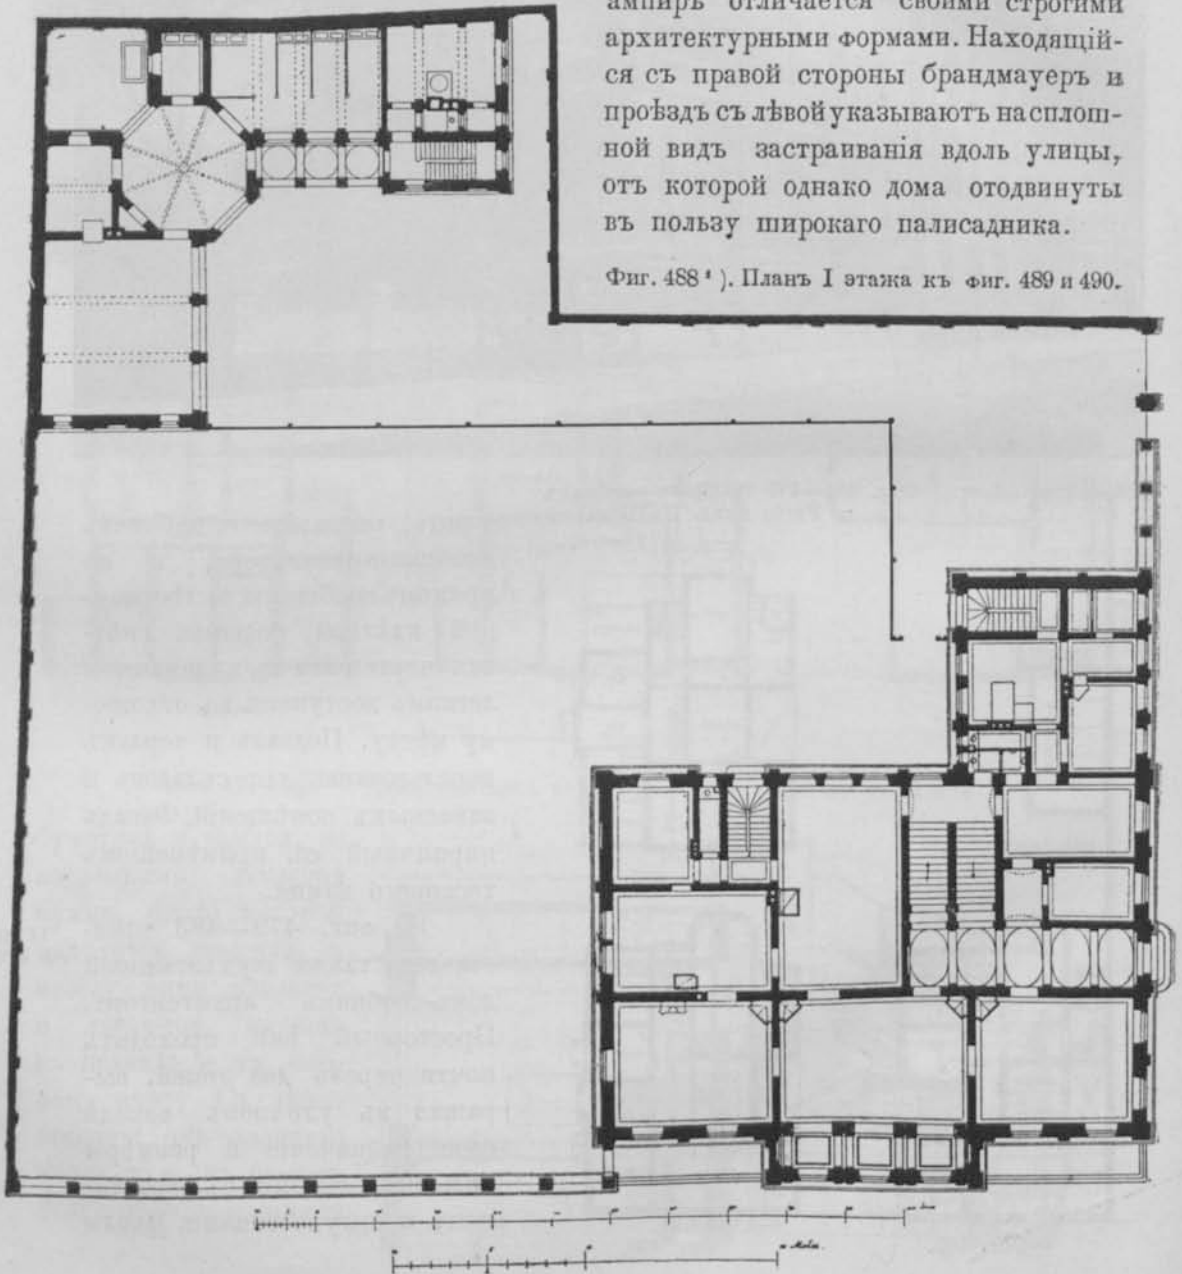 ампиръ отличается своими строгими
архитектурными формами. Находящій-
ся съ правой стороны брандмауеръ и
проѣздъ съ лѣвой указываютъ на сплош-
ной видъ застраиванія вдоль улицы,
отъ которой однако дома отодвинуты
въ пользу широкаго палисадника.
Фиг. 488 ). Планъ I этажа къ фиг. 489 и 490.